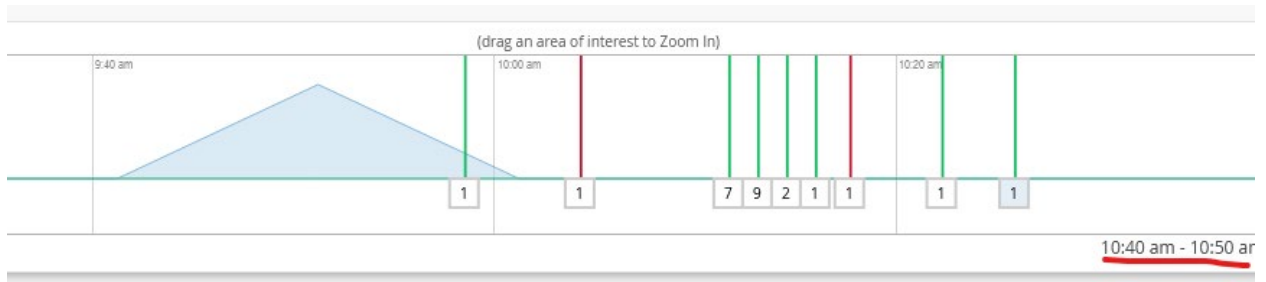 (drag an area of interest to Zoom In)
9:40 am 10:00 am 10:20 am
1 1 7 9 2 1 1 1 1
10:40 am - 10:50 ar